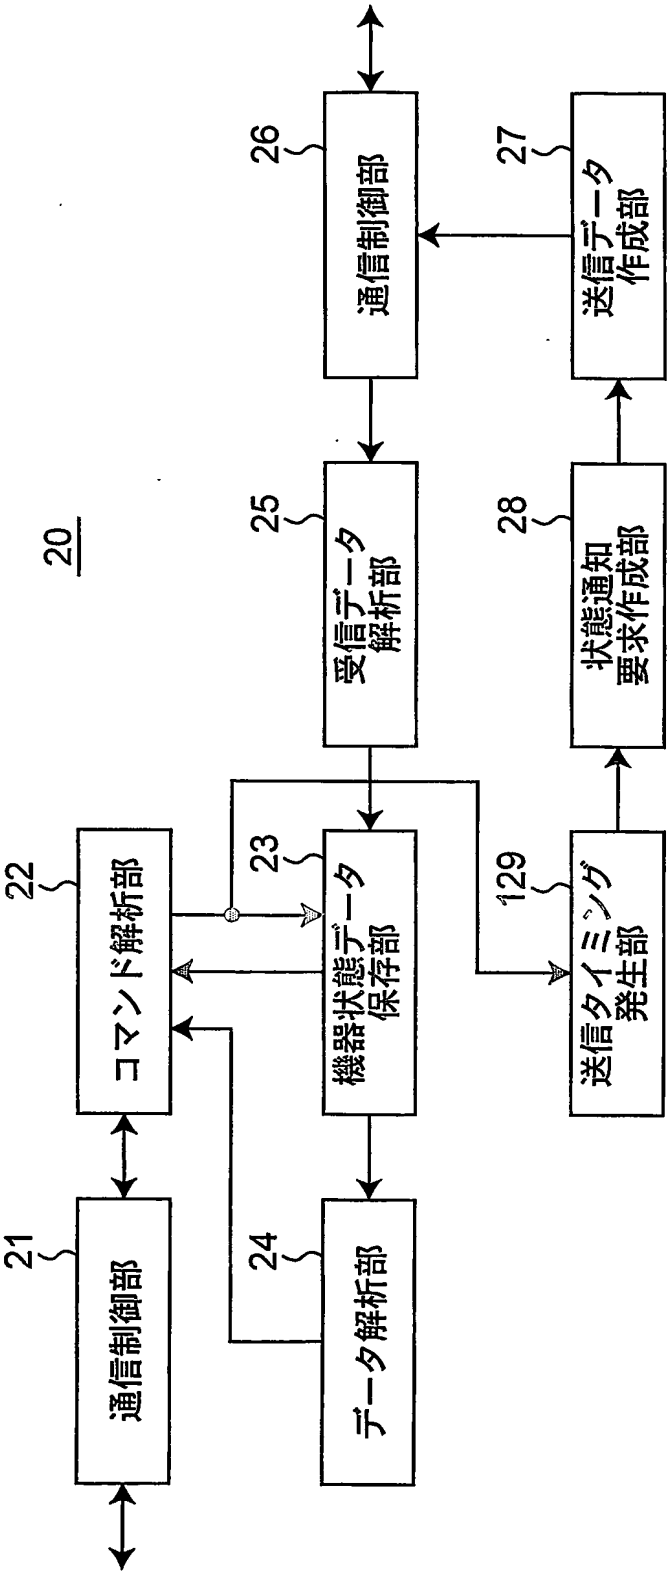 20
21
通信制御部
22
コマンド解析部
23
機器状態データ
保存部
24
データ解析部
25
受信データ
解析部
26
通信制御部
27
送信データ
作成部
28
状態通知
要求作成部
129
送信タイミング
発生部